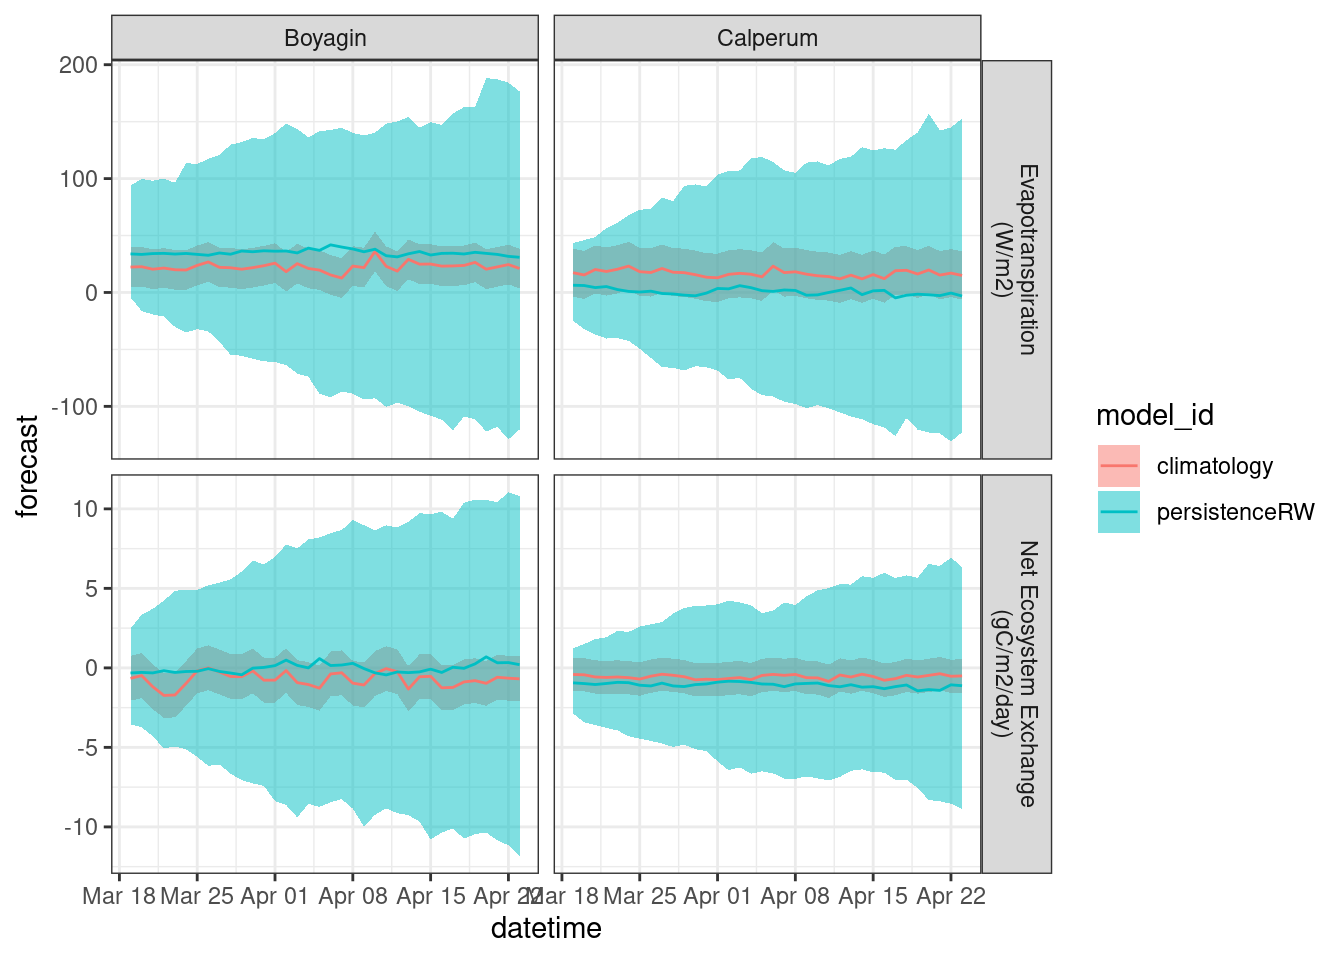 Boyagin
Calperum
200
100
0
-100
Evapotranspiration
(W/m2)
10
5
0
-5
-10
Net Ecosystem Exchange
(gC/m2/day)
forecast
Mar 18 Mar 25 Apr 01 Apr 08 Apr 15 Apr 22
Mar 18 Mar 25 Apr 01 Apr 08 Apr 15 Apr 22
datetime
model_id
climatology
persistenceRW